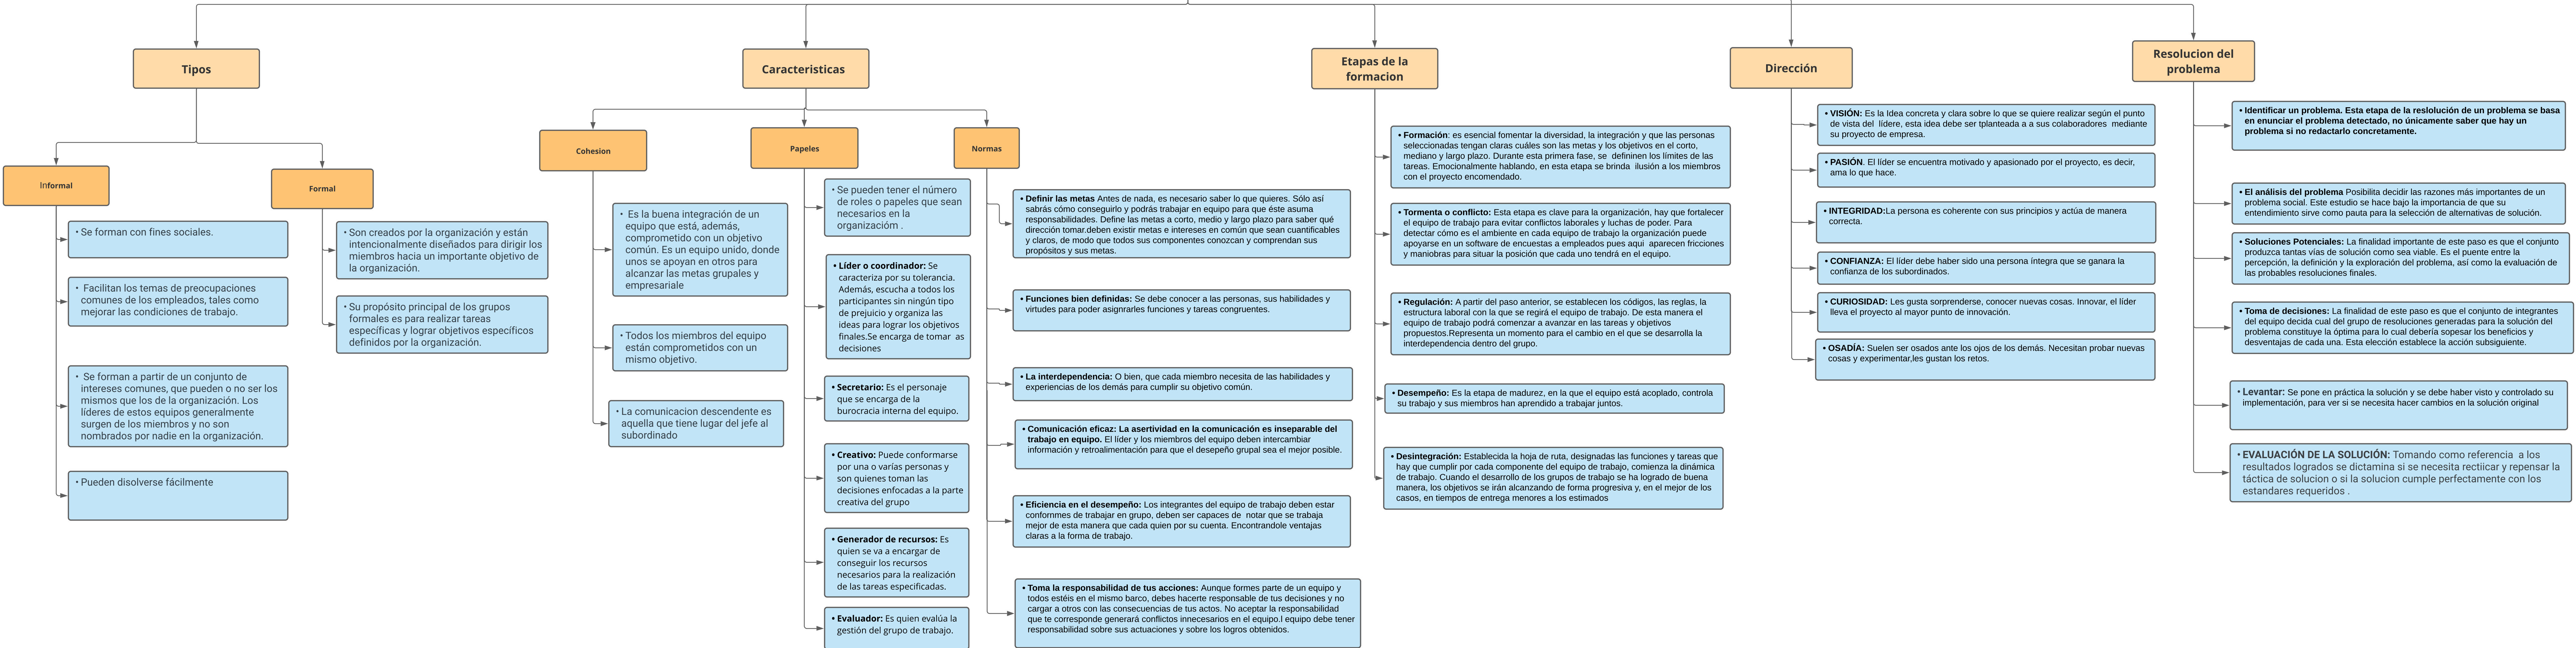 Tipos
Informal
• Se forman con fines sociales.
• Facilitan los temas de preocupaciones
comunes de los empleados, tales como
mejorar las condiciones de trabajo.
• Se forman a partir de un conjunto de
intereses comunes, que pueden o no ser los
mismos que los de la organización. Los
líderes de estos equipos generalmente
surgen de los miembros y no son
nombrados por nadie en la organización.
• Pueden disolverse fácilmente
Formal
• Son creados por la organización y están
intencionalmente diseñados para dirigir los
miembros hacia un importante objetivo de
la organización.
• Su propósito principal de los grupos
formales es para realizar tareas
específicas y lograr objetivos específicos
definidos por la organización.
Caracteristicas
Cohesion
• Es la buena integración de un
equipo que está, además,
comprometido con un objetivo
común. Es un equipo unido, donde
unos se apoyan en otros para
alcanzar las metas grupales y
empresariale
• Todos los miembros del equipo
están comprometidos con un
mismo objetivo.
• La comunicacion descendente es
aquella que tiene lugar del jefe al
subordinado
Papeles
• Se pueden tener el número
de roles o papeles que sean
necesarios en la
organizacióm .
• Líder o coordinador: Se
caracteriza por su tolerancia.
Además, escucha a todos los
participantes sin ningún tipo
de prejuicio y organiza las
ideas para lograr los objetivos
finales.Se encarga de tomar as
decisiones
• Secretario: Es el personaje
que se encarga de la
burocracia interna del equipo.
• Creativo: Puede conformarse
por una o varías personas y
son quienes toman las
decisiones enfocadas a la parte
creativa del grupo
• Generador de recursos: Es
quien se va a encargar de
conseguir los recursos
necesarios para la realización
de las tareas especificadas.
• Evaluador: Es quien evalúa la
gestión del grupo de trabajo.
Normas
• Definir las metas Antes de nada, es necesario saber lo que quieres. Sólo así
sabrás cómo conseguirlo y podrás trabajar en equipo para que éste asuma
responsabilidades. Define las metas a corto, medio y largo plazo para saber qué
dirección tomar.deben existir metas e intereses en común que sean cuantificables
y claros, de modo que todos sus componentes conozcan y comprendan sus
propósitos y sus metas.
• Funciones bien definidas: Se debe conocer a las personas, sus habilidades y
virtudes para poder asignrarles funciones y tareas congruentes.
• La interdependencia: O bien, que cada miembro necesita de las habilidades y
experiencias de los demás para cumplir su objetivo común.
• Comunicación eficaz: La asertividad en la comunicación es inseparable del
trabajo en equipo. El líder y los miembros del equipo deben intercambiar
información y retroalimentación para que el desepeño grupal sea el mejor posible.
• Eficiencia en el desempeño: Los integrantes del equipo de trabajo deben estar
confornmes de trabajar en grupo, deben ser capaces de notar que se trabaja
mejor de esta manera que cada quien por su cuenta. Encontrandole ventajas
claras a la forma de trabajo.
• Toma la responsabilidad de tus acciones: Aunque formes parte de un equipo y
todos estéis en el mismo barco, debes hacerte responsable de tus decisiones y no
cargar a otros con las consecuencias de tus actos. No aceptar la responsabilidad
que te corresponde generará conflictos innecesarios en el equipo.l equipo debe tener
responsabilidad sobre sus actuaciones y sobre los logros obtenidos.
Etapas de la
formacion
• Formación: es esencial fomentar la diversidad, la integración y que las personas
seleccionadas tengan claras cuáles son las metas y los objetivos en el corto,
mediano y largo plazo. Durante esta primera fase, se defininen los límites de las
tareas. Emocionalmente hablando, en esta etapa se brinda ilusión a los miembros
con el proyecto encomendado.
• Tormenta o conflicto: Esta etapa es clave para la organización, hay que fortalecer
el equipo de trabajo para evitar conflictos laborales y luchas de poder. Para
detectar cómo es el ambiente en cada equipo de trabajo la organización puede
apoyarse en un software de encuestas a empleados pues aqui aparecen fricciones
y maniobras para situar la posición que cada uno tendrá en el equipo.
• Regulación: A partir del paso anterior, se establecen los códigos, las reglas, la
estructura laboral con la que se regirá el equipo de trabajo. De esta manera el
equipo de trabajo podrá comenzar a avanzar en las tareas y objetivos
propuestos.Representa un momento para el cambio en el que se desarrolla la
interdependencia dentro del grupo.
• Desempeño: Es la etapa de madurez, en la que el equipo está acoplado, controla
su trabajo y sus miembros han aprendido a trabajar juntos.
• Desintegración: Establecida la hoja de ruta, designadas las funciones y tareas que
hay que cumplir por cada componente del equipo de trabajo, comienza la dinámica
de trabajo. Cuando el desarrollo de los grupos de trabajo se ha logrado de buena
manera, los objetivos se irán alcanzando de forma progresiva y, en el mejor de los
casos, en tiempos de entrega menores a los estimados
Dirección
• VISIÓN: Es la Idea concreta y clara sobre lo que se quiere realizar según el punto
de vista del lídere, esta idea debe ser tplanteada a a sus colaboradores mediante
su proyecto de empresa.
• PASIÓN. El líder se encuentra motivado y apasionado por el proyecto, es decir,
ama lo que hace.
• INTEGRIDAD:La persona es coherente con sus principios y actúa de manera
correcta.
• CONFIANZA: El líder debe haber sido una persona íntegra que se ganara la
confianza de los subordinados.
• CURIOSIDAD: Les gusta sorprenderse, conocer nuevas cosas. Innovar, el líder
lleva el proyecto al mayor punto de innovación.
• OSADÍA: Suelen ser osados ante los ojos de los demás. Necesitan probar nuevas
cosas y experimentar,les gustan los retos.
Resolucion del
problema
• Identificar un problema. Esta etapa de la reslolución de un problema se basa
en enunciar el problema detectado, no únicamente saber que hay un
problema si no redactarlo concretamente.
• El análisis del problema Posibilita decidir las razones más importantes de un
problema social. Este estudio se hace bajo la importancia de que su
entendimiento sirve como pauta para la selección de alternativas de solución.
• Soluciones Potenciales: La finalidad importante de este paso es que el conjunto
produzca tantas vías de solución como sea viable. Es el puente entre la
percepción, la definición y la exploración del problema, así como la evaluación de
las probables resoluciones finales.
• Toma de decisiones: La finalidad de este paso es que el conjunto de integrantes
del equipo decida cual del grupo de resoluciones generadas para la solución del
problema constituye la óptima para lo cual debería sopesar los beneficios y
desventajas de cada una. Esta elección establece la acción subsiguiente.
• Levantar: Se pone en práctica la solución y se debe haber visto y controlado su
implementación, para ver si se necesita hacer cambios en la solución original
• EVALUACIÓN DE LA SOLUCIÓN: Tomando como referencia a los
resultados logrados se dictamina si se necesita rectiicar y repensar la
táctica de solucion o si la solucion cumple perfectamente con los
estandares requeridos .